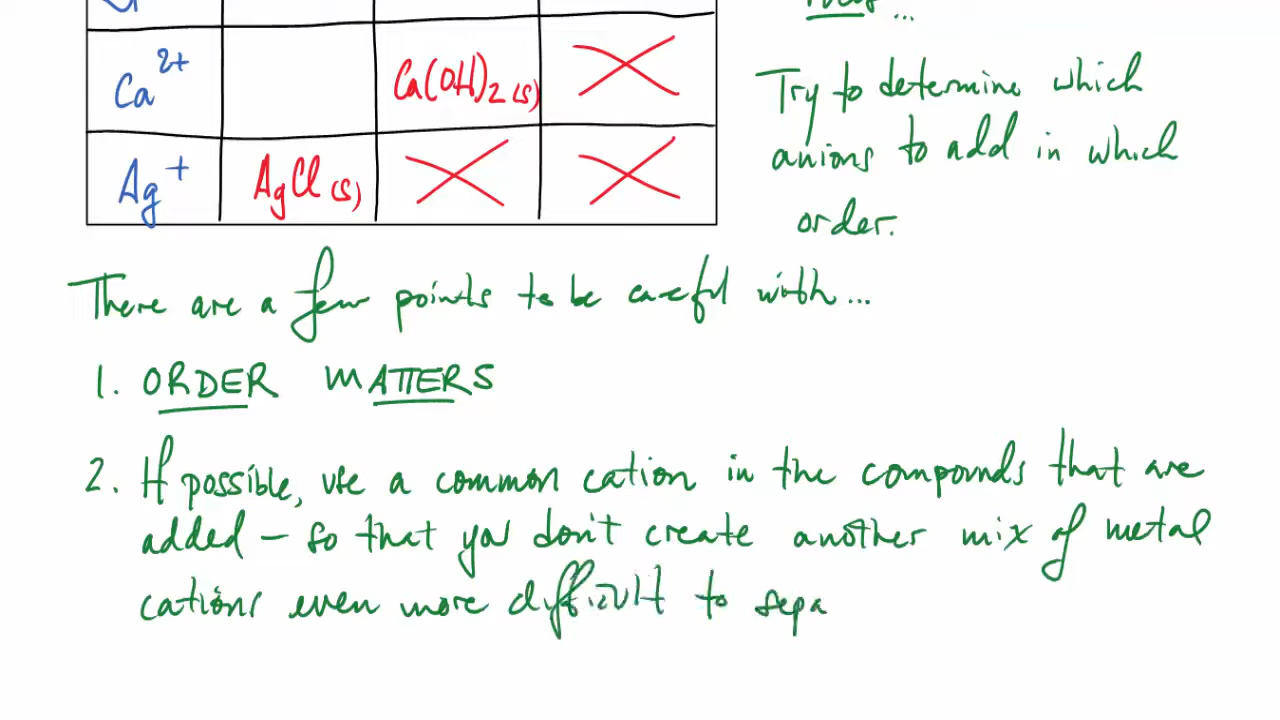 Ca2+ Ca(OH)2(s)
Ag+ AgCl(s)
Try to determine which
anions to add in which
order.
There are a few points to be careful with...
1. ORDER MATTERS
2. If possible, use a common cation in the compounds that are
added – so that you don't create another mix of metal
cations even more difficult to sepa